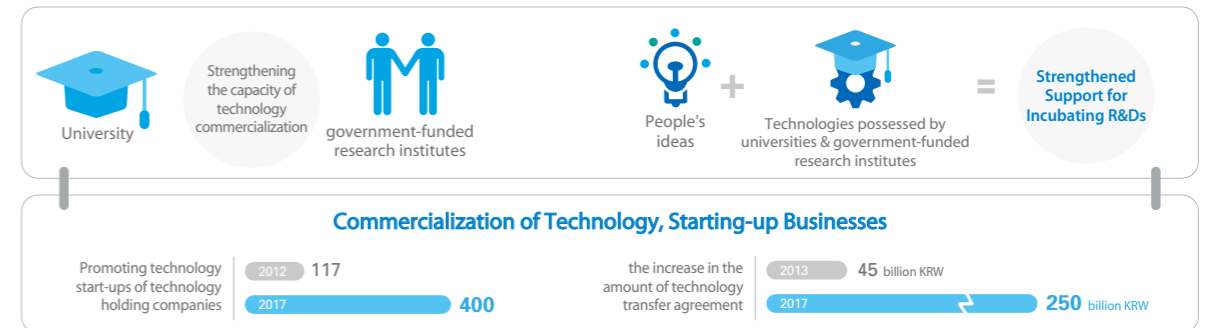 University
Strengthening
the capacity of
technology
commercialization
government-funded
research institutes
People's
ideas
+
Technologies possessed by
universities & government-funded
research institutes
=
Strengthened
Support for
Incubating R&Ds
Commercialization of Technology, Starting-up Businesses
Promoting technology
start-ups of technology
holding companies
2012 117
2017 400
the increase in the
amount of technology
transfer agreement
2013 45 billion KRW
2017 250 billion KRW